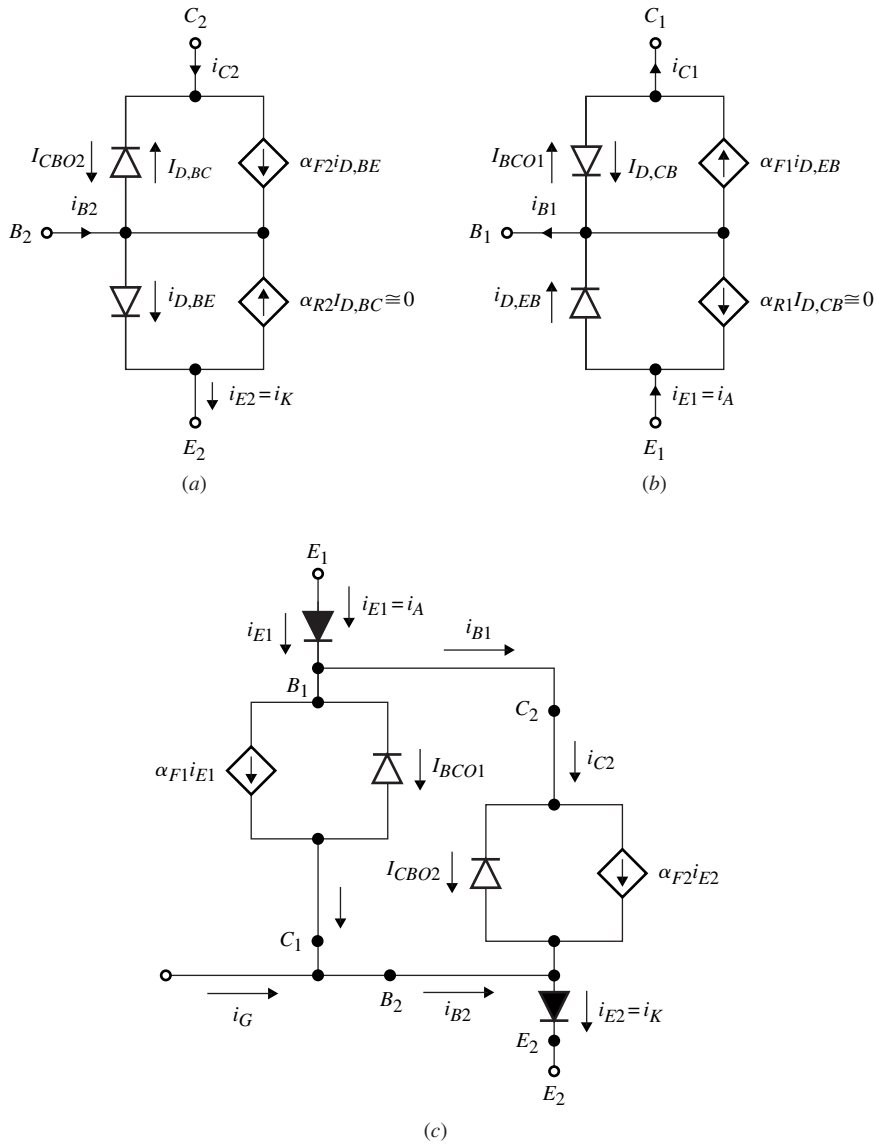 C2
iC2
ICBO2
ID,BC
αF2iD,BE
iB2
B2
iD,BE
αR2ID,BC≅0
iE2=iK
E2
(a)
C1
iC1
IBCO1
ID,CB
αF1iD,EB
iB1
B1
iD,EB
αR1ID,CB≅0
iE1=iA
E1
(b)
E1
iE1
iE1=iA
iB1
B1
C2
αF1iE1
IBCO1
iC2
ICBO2
αF2iE2
C1
iG
B2
iB2
iE2=iK
E2
E2
(c)